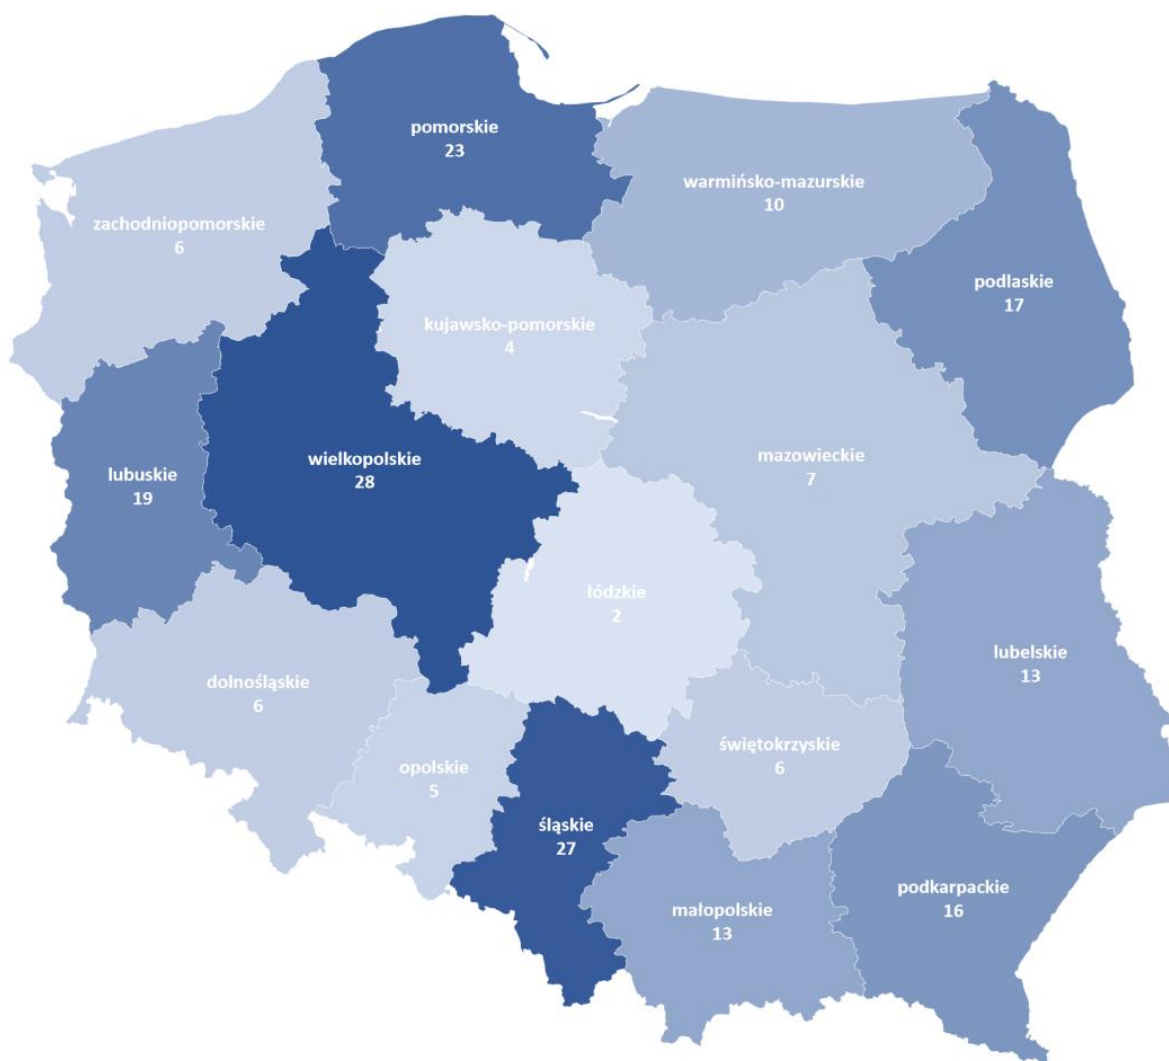 pomorskie
23
warmińsko-mazurskie
10
zachodniopomorskie
6
podlaskie
17
kujawsko-pomorskie
4
mazowieckie
7
wielkopolskie
28
lubuskie
19
łódzkie
2
lubelskie
13
dolnośląskie
6
świętokrzyskie
6
opolskie
5
śląskie
27
podkarpackie
16
małopolskie
13